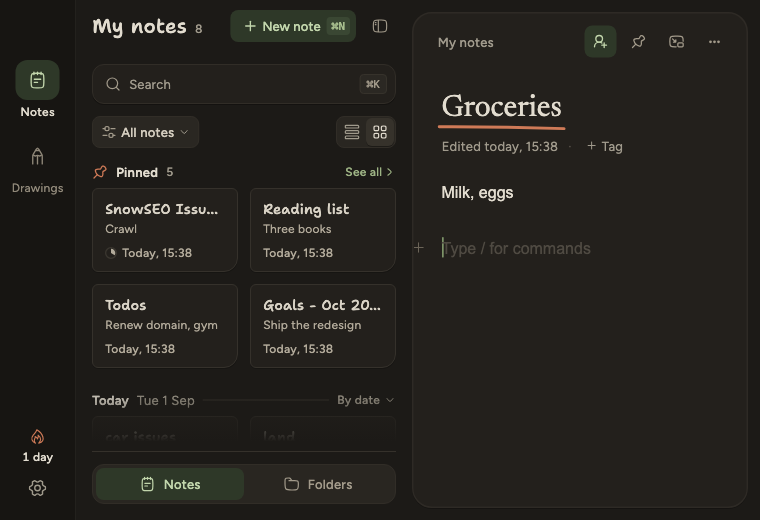 Notes
Drawings
1 day
My notes 8
+ New note ⌘N
Search ⌘K
All notes
Pinned 5
See all >
SnowSEO Issu...
Crawl
Today, 15:38
Reading list
Three books
Today, 15:38
Todos
Renew domain, gym
Today, 15:38
Goals - Oct 20...
Ship the redesign
Today, 15:38
Today Tue 1 Sep
By date
car issues
land
Notes
Folders
My notes
Groceries
Edited today, 15:38 · + Tag
Milk, eggs
+ Type / for commands